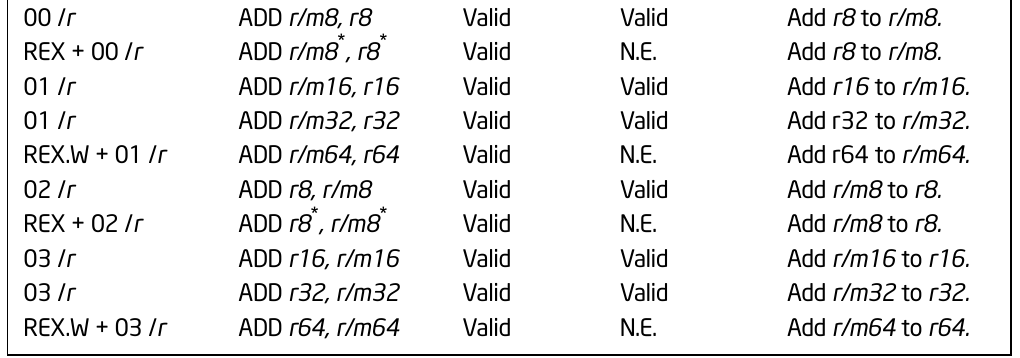 00 /r ADD r/m8, r8 Valid Valid Add r8 to r/m8.
REX + 00 /r ADD r/m8*, r8* Valid N.E. Add r8 to r/m8.
01 /r ADD r/m16, r16 Valid Valid Add r16 to r/m16.
01 /r ADD r/m32, r32 Valid Valid Add r32 to r/m32.
REX.W + 01 /r ADD r/m64, r64 Valid N.E. Add r64 to r/m64.
02 /r ADD r8, r/m8 Valid Valid Add r/m8 to r8.
REX + 02 /r ADD r8*, r/m8* Valid N.E. Add r/m8 to r8.
03 /r ADD r16, r/m16 Valid Valid Add r/m16 to r16.
03 /r ADD r32, r/m32 Valid Valid Add r/m32 to r32.
REX.W + 03 /r ADD r64, r/m64 Valid N.E. Add r/m64 to r64.